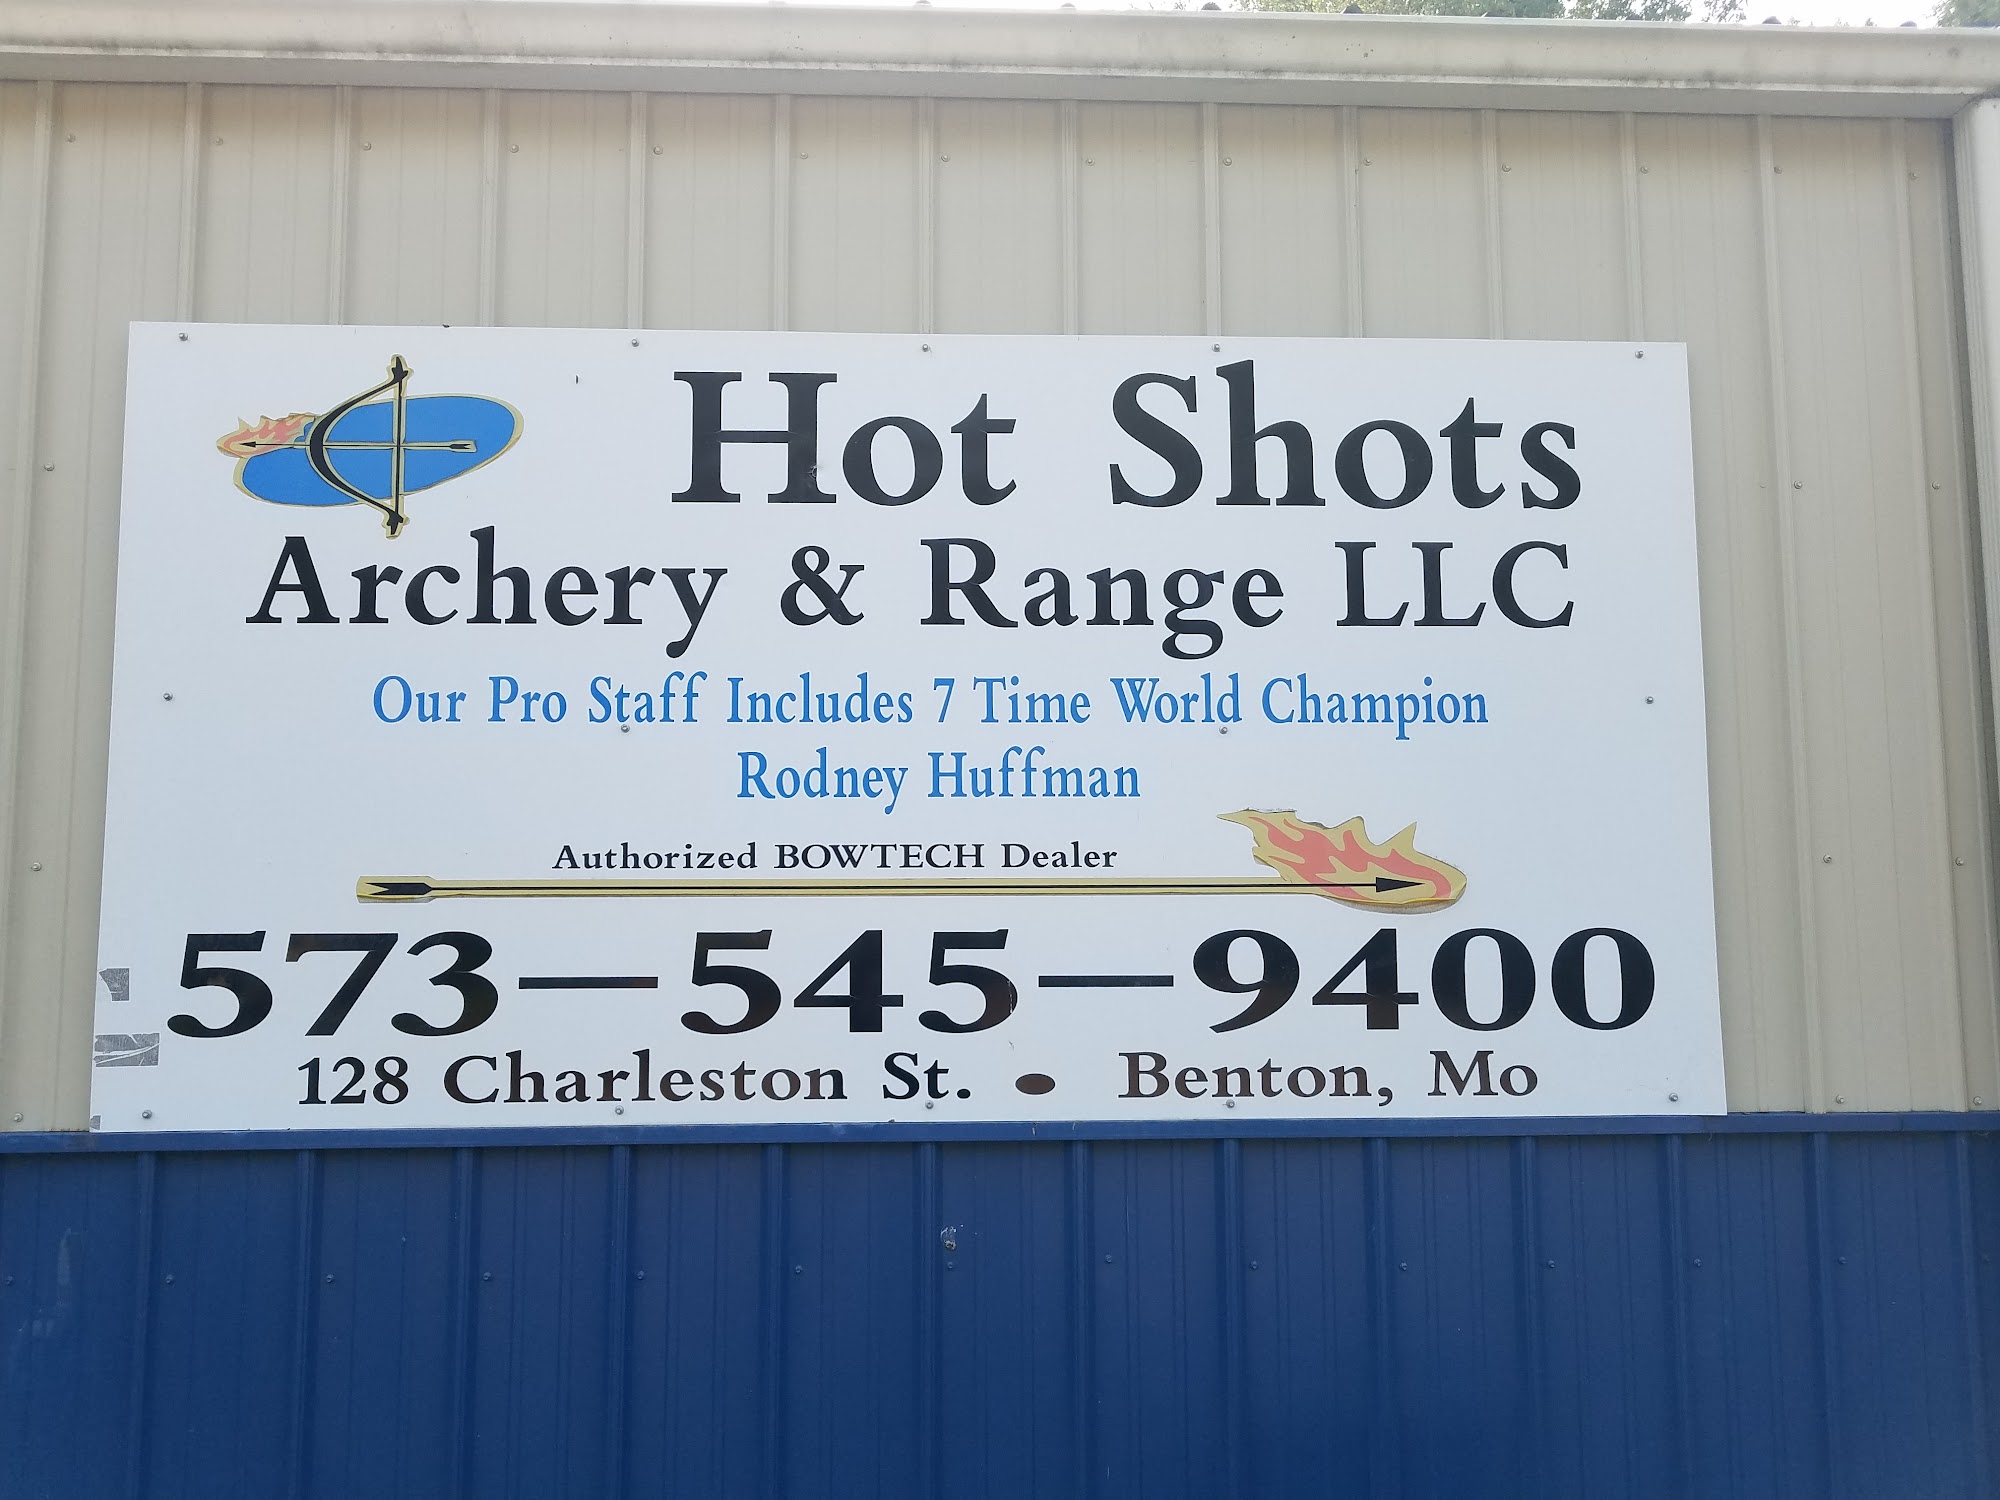 Hot Shots
Archery & Range LLC
Our Pro Staff Includes 7 Time World Champion
Rodney Huffman
Authorized BOWTECH Dealer
573-545-9400
128 Charleston St. • Benton, Mo